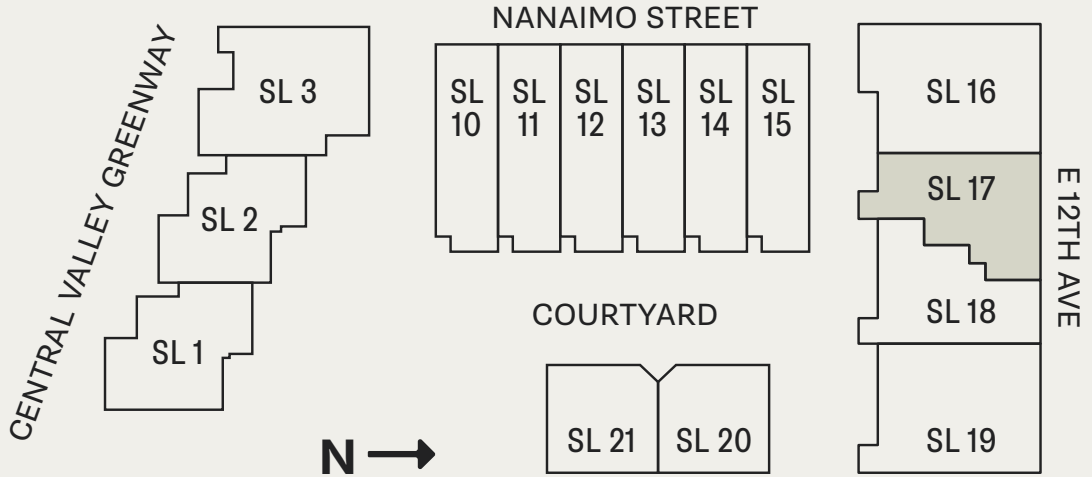 NANAIMO STREET
CENTRAL VALLEY GREENWAY
SL 3
SL 2
SL 1
SL
10
SL
11
SL
12
SL
13
SL
14
SL
15
SL 16
SL 17
SL 18
SL 19
E 12TH AVE
COURTYARD
SL 21
SL 20
N